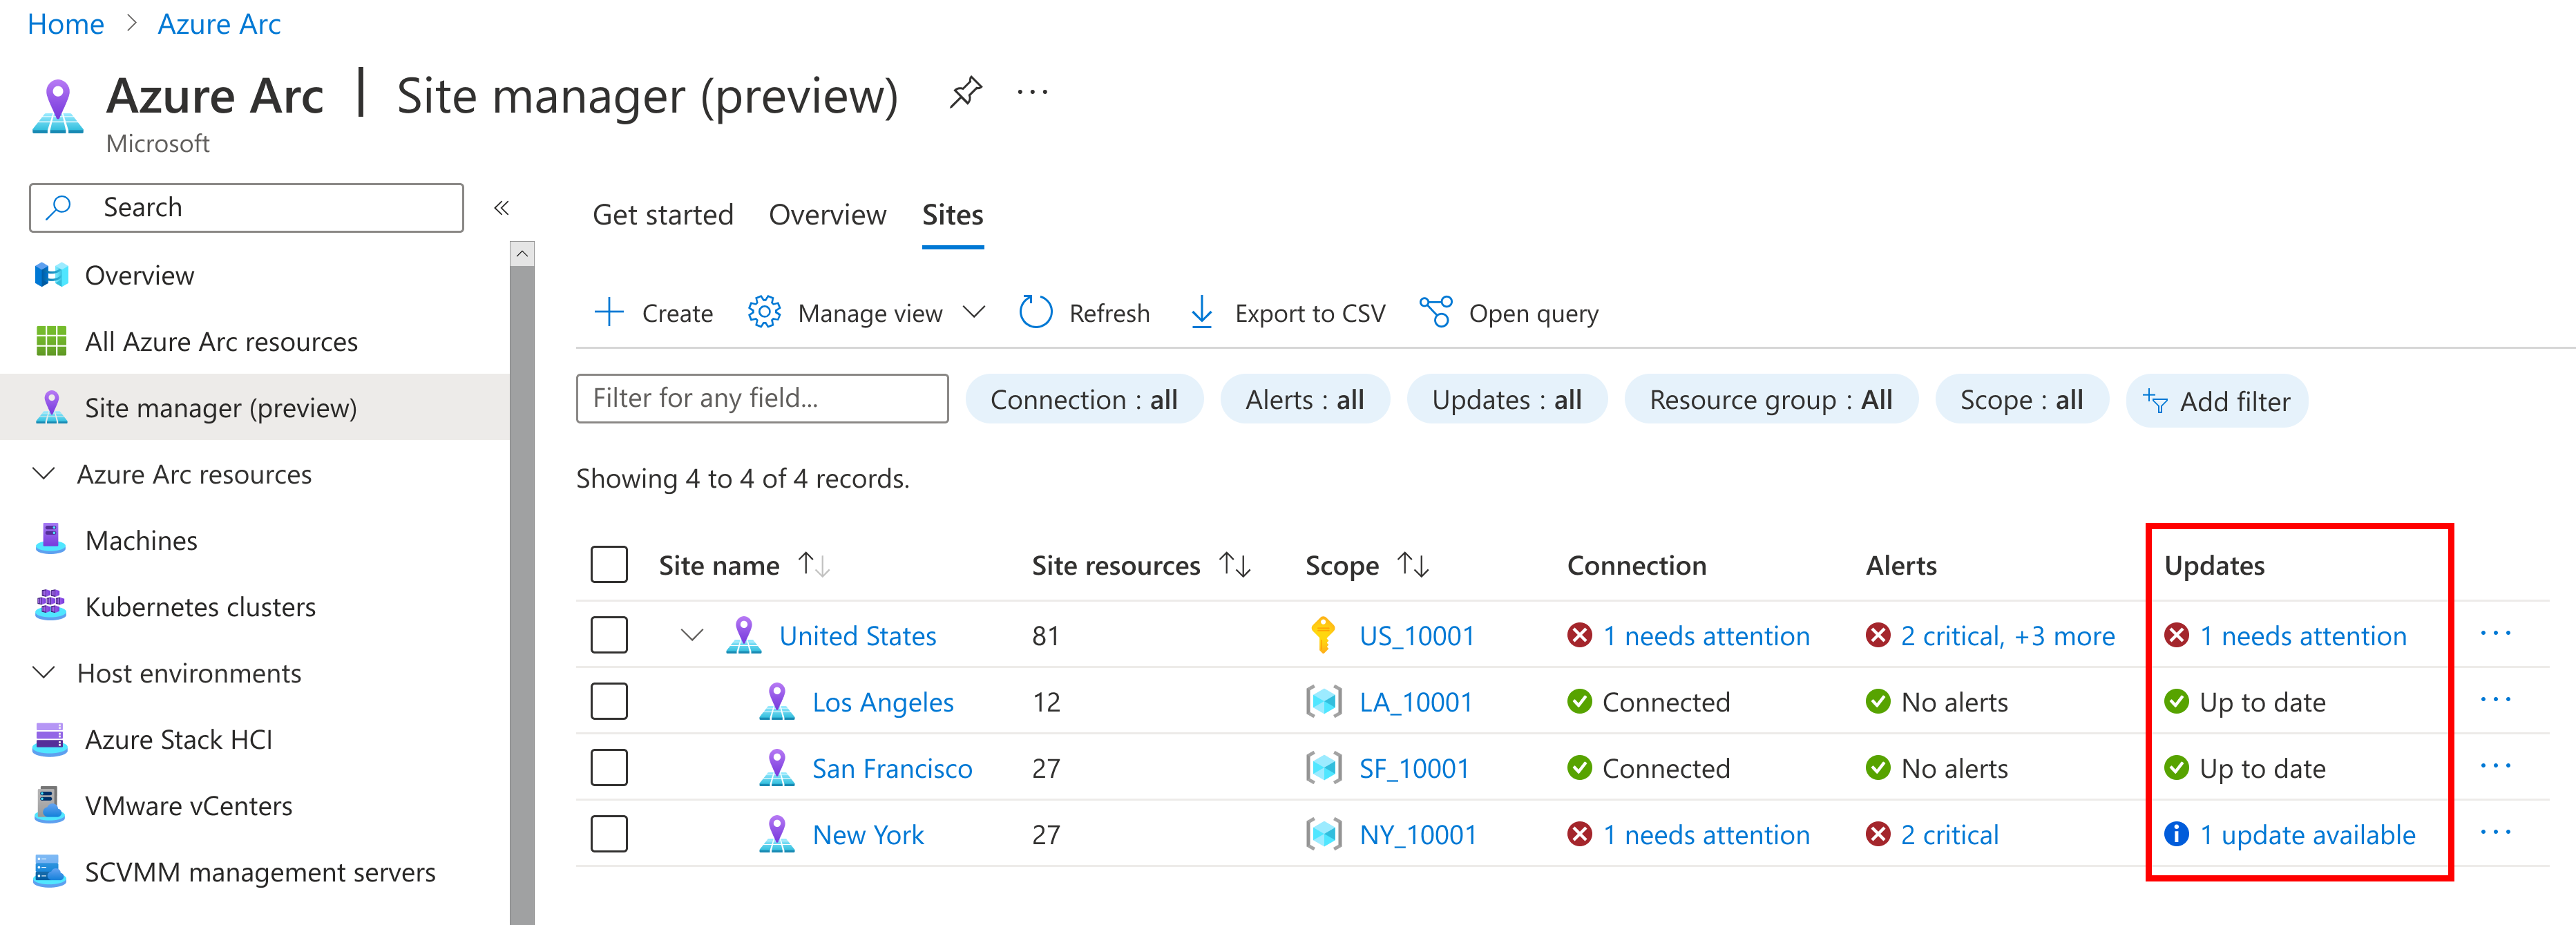 Home > Azure Arc
Azure Arc | Site manager (preview) ...
Microsoft
Search «
Overview
All Azure Arc resources
Site manager (preview)
Azure Arc resources
Machines
Kubernetes clusters
Host environments
Azure Stack HCI
VMware vCenters
SCVMM management servers
Get started Overview Sites
Create Manage view Refresh Export to CSV Open query
Filter for any field... Connection : all Alerts : all Updates : all Resource group : All Scope : all Add filter
Showing 4 to 4 of 4 records.
Site name ↑↓ Site resources ↑↓ Scope ↑↓ Connection Alerts Updates
United States 81 US_10001 1 needs attention 2 critical, +3 more 1 needs attention ...
Los Angeles 12 LA_10001 Connected No alerts Up to date ...
San Francisco 27 SF_10001 Connected No alerts Up to date ...
New York 27 NY_10001 1 needs attention 2 critical 1 update available ...